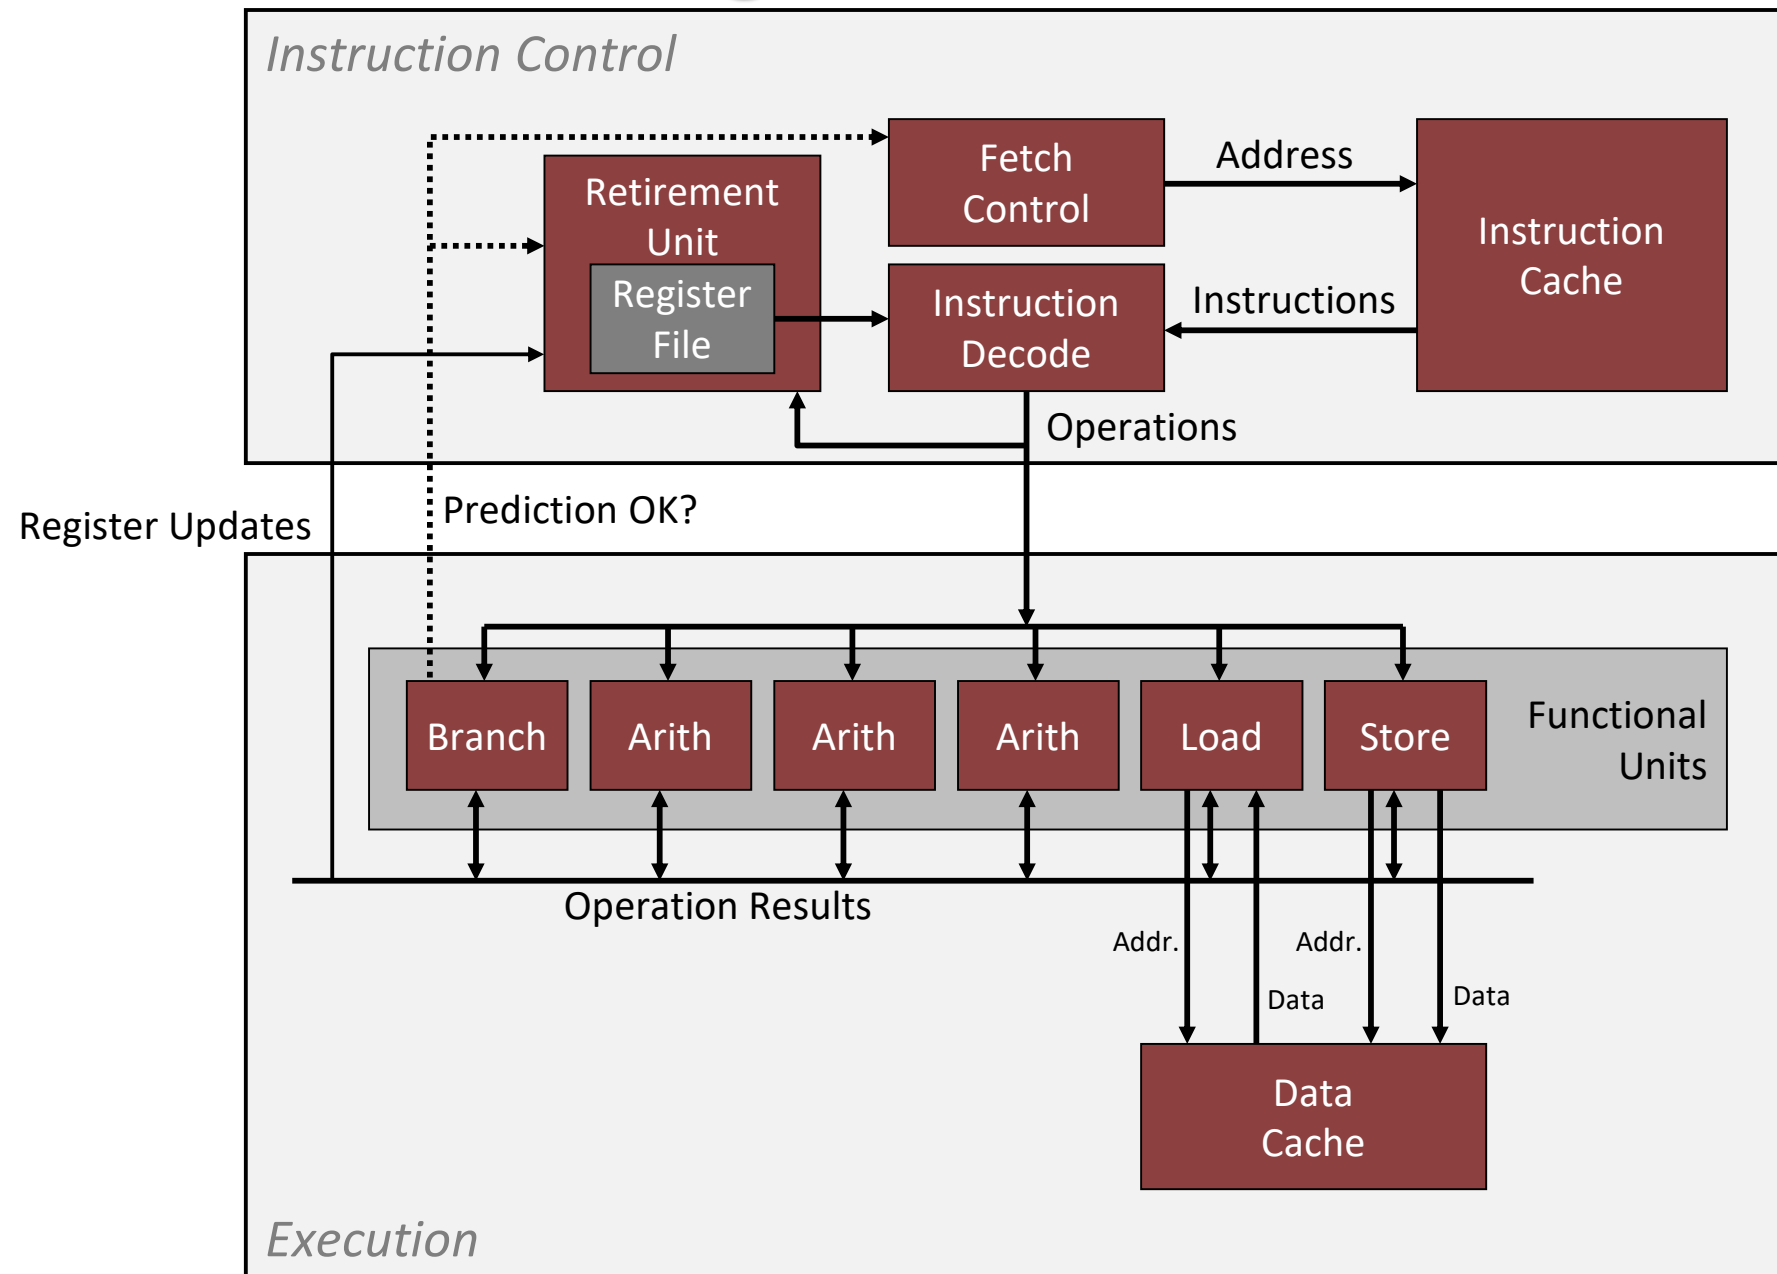 Instruction Control
Fetch
Control
Address
Instruction
Cache
Retirement
Unit
Register
File
Instruction
Decode
Instructions
Operations
Register Updates
Prediction OK?
Branch
Arith
Arith
Arith
Load
Store
Functional
Units
Operation Results
Addr.
Addr.
Data
Data
Data
Cache
Execution